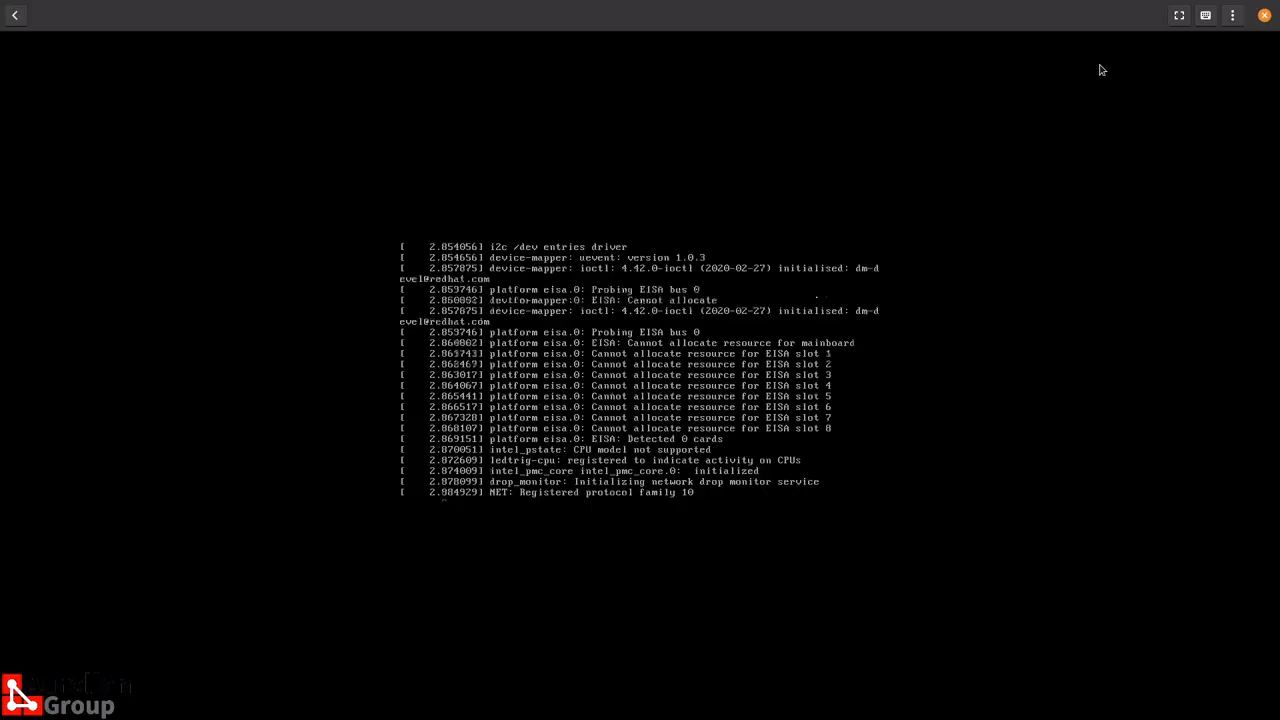 [    2.854056] i2c /dev entries driver
[    2.854656] device-mapper: uevent: version 1.0.3
[    2.857875] device-mapper: ioctl: 4.42.0-ioctl (2020-02-27) initialised: dm-d
evel@redhat.com
[    2.859746] platform eisa.0: Probing EISA bus 0
EISA: Cannot allocate
[    2.857875] device-mapper: ioctl: 4.42.0-ioctl (2020-02-27) initialised: dm-d
evel@redhat.com
[    2.859746] platform eisa.0: Probing EISA bus 0
[    2.860802] platform eisa.0: EISA: Cannot allocate resource for mainboard
[    2.861743] platform eisa.0: Cannot allocate resource for EISA slot 1
[    2.862469] platform eisa.0: Cannot allocate resource for EISA slot 2
[    2.863017] platform eisa.0: Cannot allocate resource for EISA slot 3
[    2.864067] platform eisa.0: Cannot allocate resource for EISA slot 4
[    2.865441] platform eisa.0: Cannot allocate resource for EISA slot 5
[    2.866517] platform eisa.0: Cannot allocate resource for EISA slot 6
[    2.867328] platform eisa.0: Cannot allocate resource for EISA slot 7
[    2.868107] platform eisa.0: Cannot allocate resource for EISA slot 8
[    2.869151] platform eisa.0: EISA: Detected 0 cards
[    2.870051] intel_pstate: CPU model not supported
[    2.872609] ledtrig-cpu: registered to indicate activity on CPUs
[    2.874009] intel_pmc_core intel_pmc_core.0:  initialized
[    2.878099] drop_monitor: Initializing network drop monitor service
[    2.984929] NET: Registered protocol family 10
Group